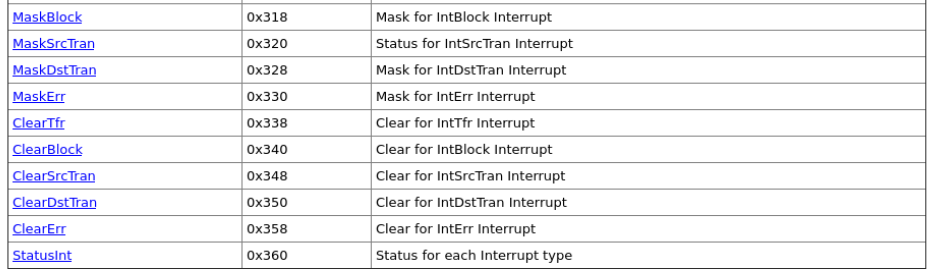 MaskBlock 0x318 Mask for IntBlock Interrupt
MaskSrcTran 0x320 Status for IntSrcTran Interrupt
MaskDstTran 0x328 Mask for IntDstTran Interrupt
MaskErr 0x330 Mask for IntErr Interrupt
ClearTfr 0x338 Clear for IntTfr Interrupt
ClearBlock 0x340 Clear for IntBlock Interrupt
ClearSrcTran 0x348 Clear for IntSrcTran Interrupt
ClearDstTran 0x350 Clear for IntDstTran Interrupt
ClearErr 0x358 Clear for IntErr Interrupt
StatusInt 0x360 Status for each Interrupt type